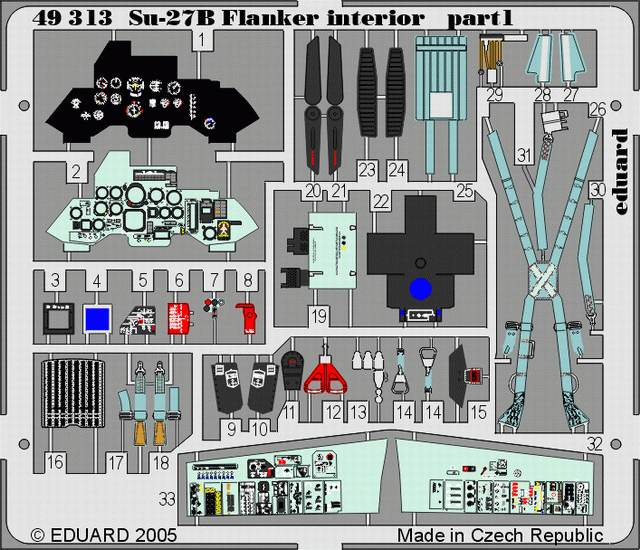 49 313 Su-27B Flanker interior part1
1
29 28 27
26
2
31
eduard
23 24
20 21 22 25
30
3 4 5 6 7 8
19
9 10 11 12 13 14 14 15
16 17 18
32
33
© EDUARD 2005 Made in Czech Republic